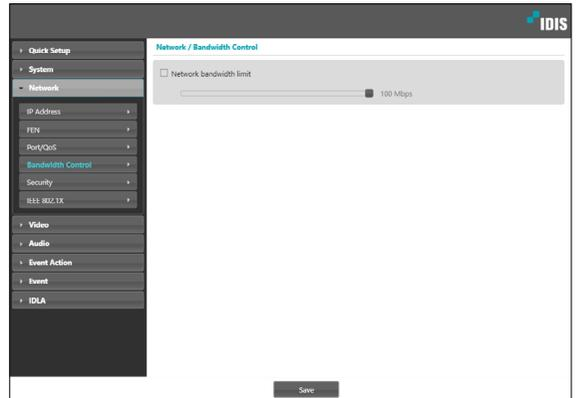 IDIS
Quick Setup
System
Network
IP Address
FEN
Port/QoS
Bandwidth Control
Security
IEEE 802.1X
Video
Audio
Event Action
Event
IDLA
Network / Bandwidth Control
Network bandwidth limit
100 Mbps
Save